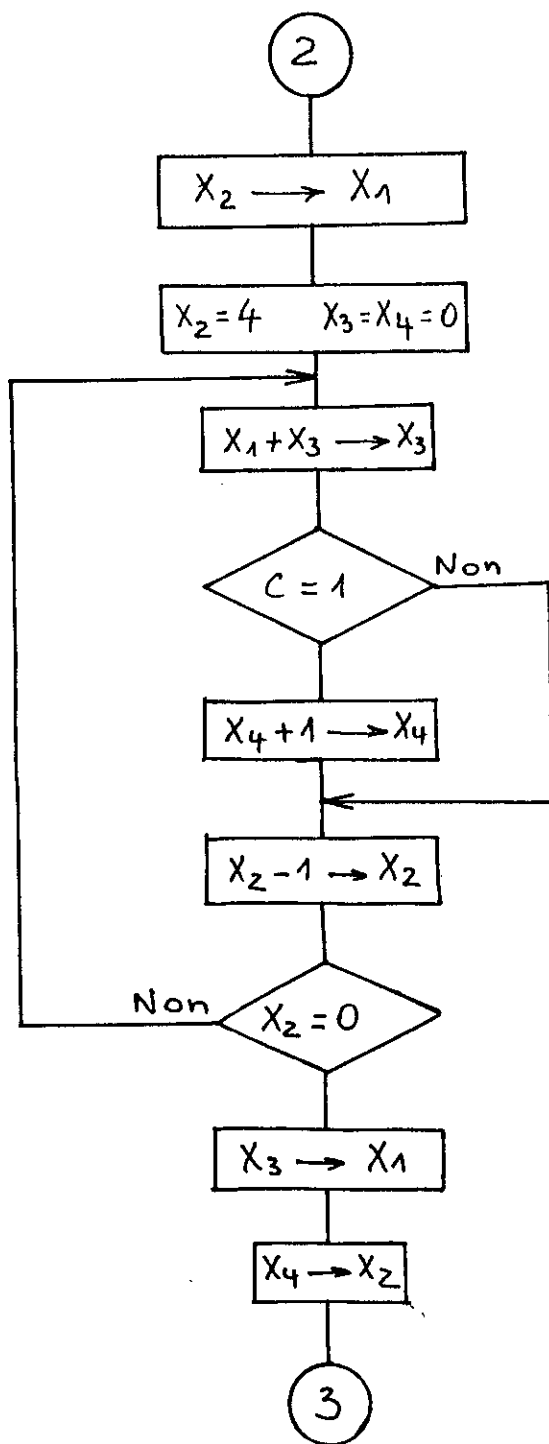 2
X₂ → X₁
X₂ = 4 X₃ = X₄ = 0
X₁ + X₃ → X₃
C = 1 Non
X₄ + 1 → X₄
X₂ - 1 → X₂
Non X₂ = 0
X₃ → X₁
X₄ → X₂
3